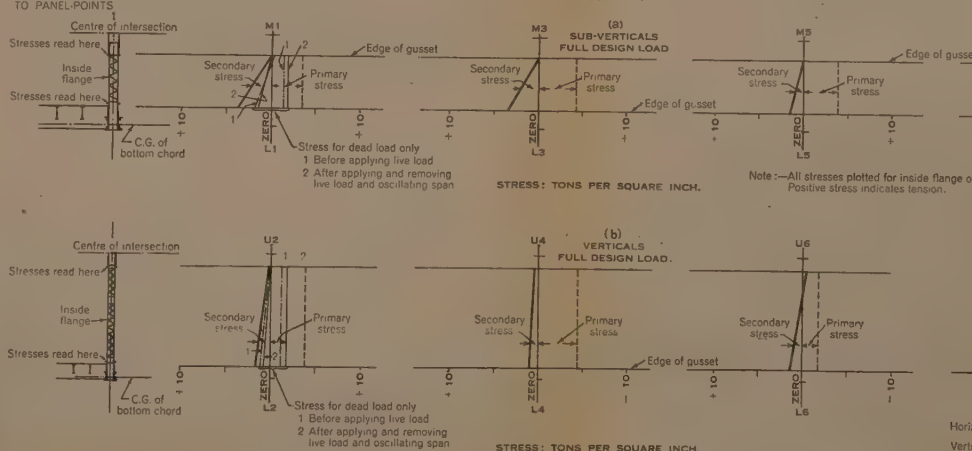 TO PANEL-POINTS
Centre of intersection
Stresses read here
Inside flange
Stresses read here
C.G. of bottom chord
M1
1
2
Edge of gusset
Secondary stress
Primary stress
2
1
+10
ZERO
+10
L1
Stress for dead load only
1 Before applying live load
2 After applying and removing
live load and oscillating span
(a)
SUB-VERTICALS
FULL DESIGN LOAD
M3
Secondary stress
Primary stress
Edge of gusset
+10
ZERO
+10
L3
STRESS: TONS PER SQUARE INCH.
M5
Edge of gusset
Secondary stress
Primary stress
+10
ZERO
+10
L5
Note:—All stresses plotted for inside flange
Positive stress indicates tension.
Centre of intersection
Stresses read here
Inside flange
Stresses read here
C.G. of bottom chord
U2
1
2
Secondary stress
Primary stress
1
2
+10
ZERO
+10
L2
Stress for dead load only
1 Before applying live load
2 After applying and removing
live load and oscillating span
(b)
VERTICALS
FULL DESIGN LOAD.
U4
Secondary stress
Primary stress
Edge of gusset
+10
ZERO
-10
L4
STRESS: TONS PER SQUARE INCH
U6
Secondary stress
Primary stress
+10
ZERO
-10
L6